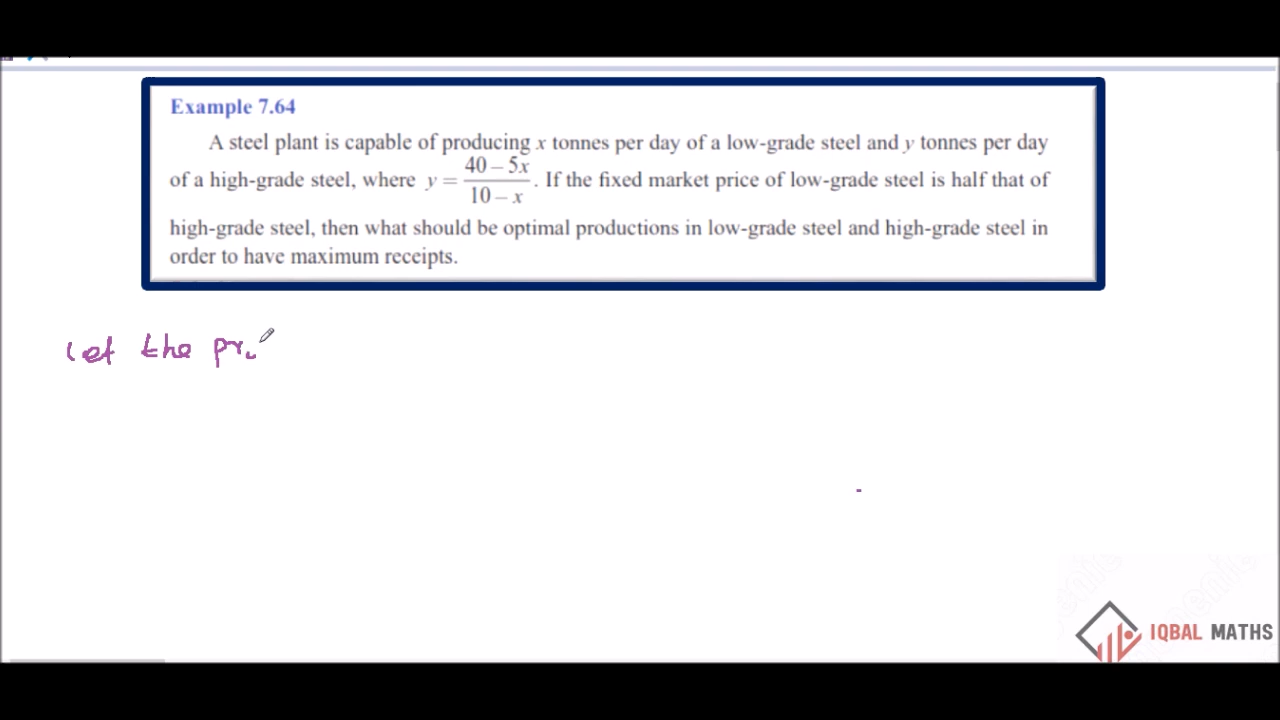 Example 7.64
A steel plant is capable of producing x tonnes per day of a low-grade steel and y tonnes per day
of a high-grade steel, where y = \frac{40 – 5x}{10 – x}. If the fixed market price of low-grade steel is half that of
high-grade steel, then what should be optimal productions in low-grade steel and high-grade steel in
order to have maximum receipts.
let the pr
IQBAL MATHS